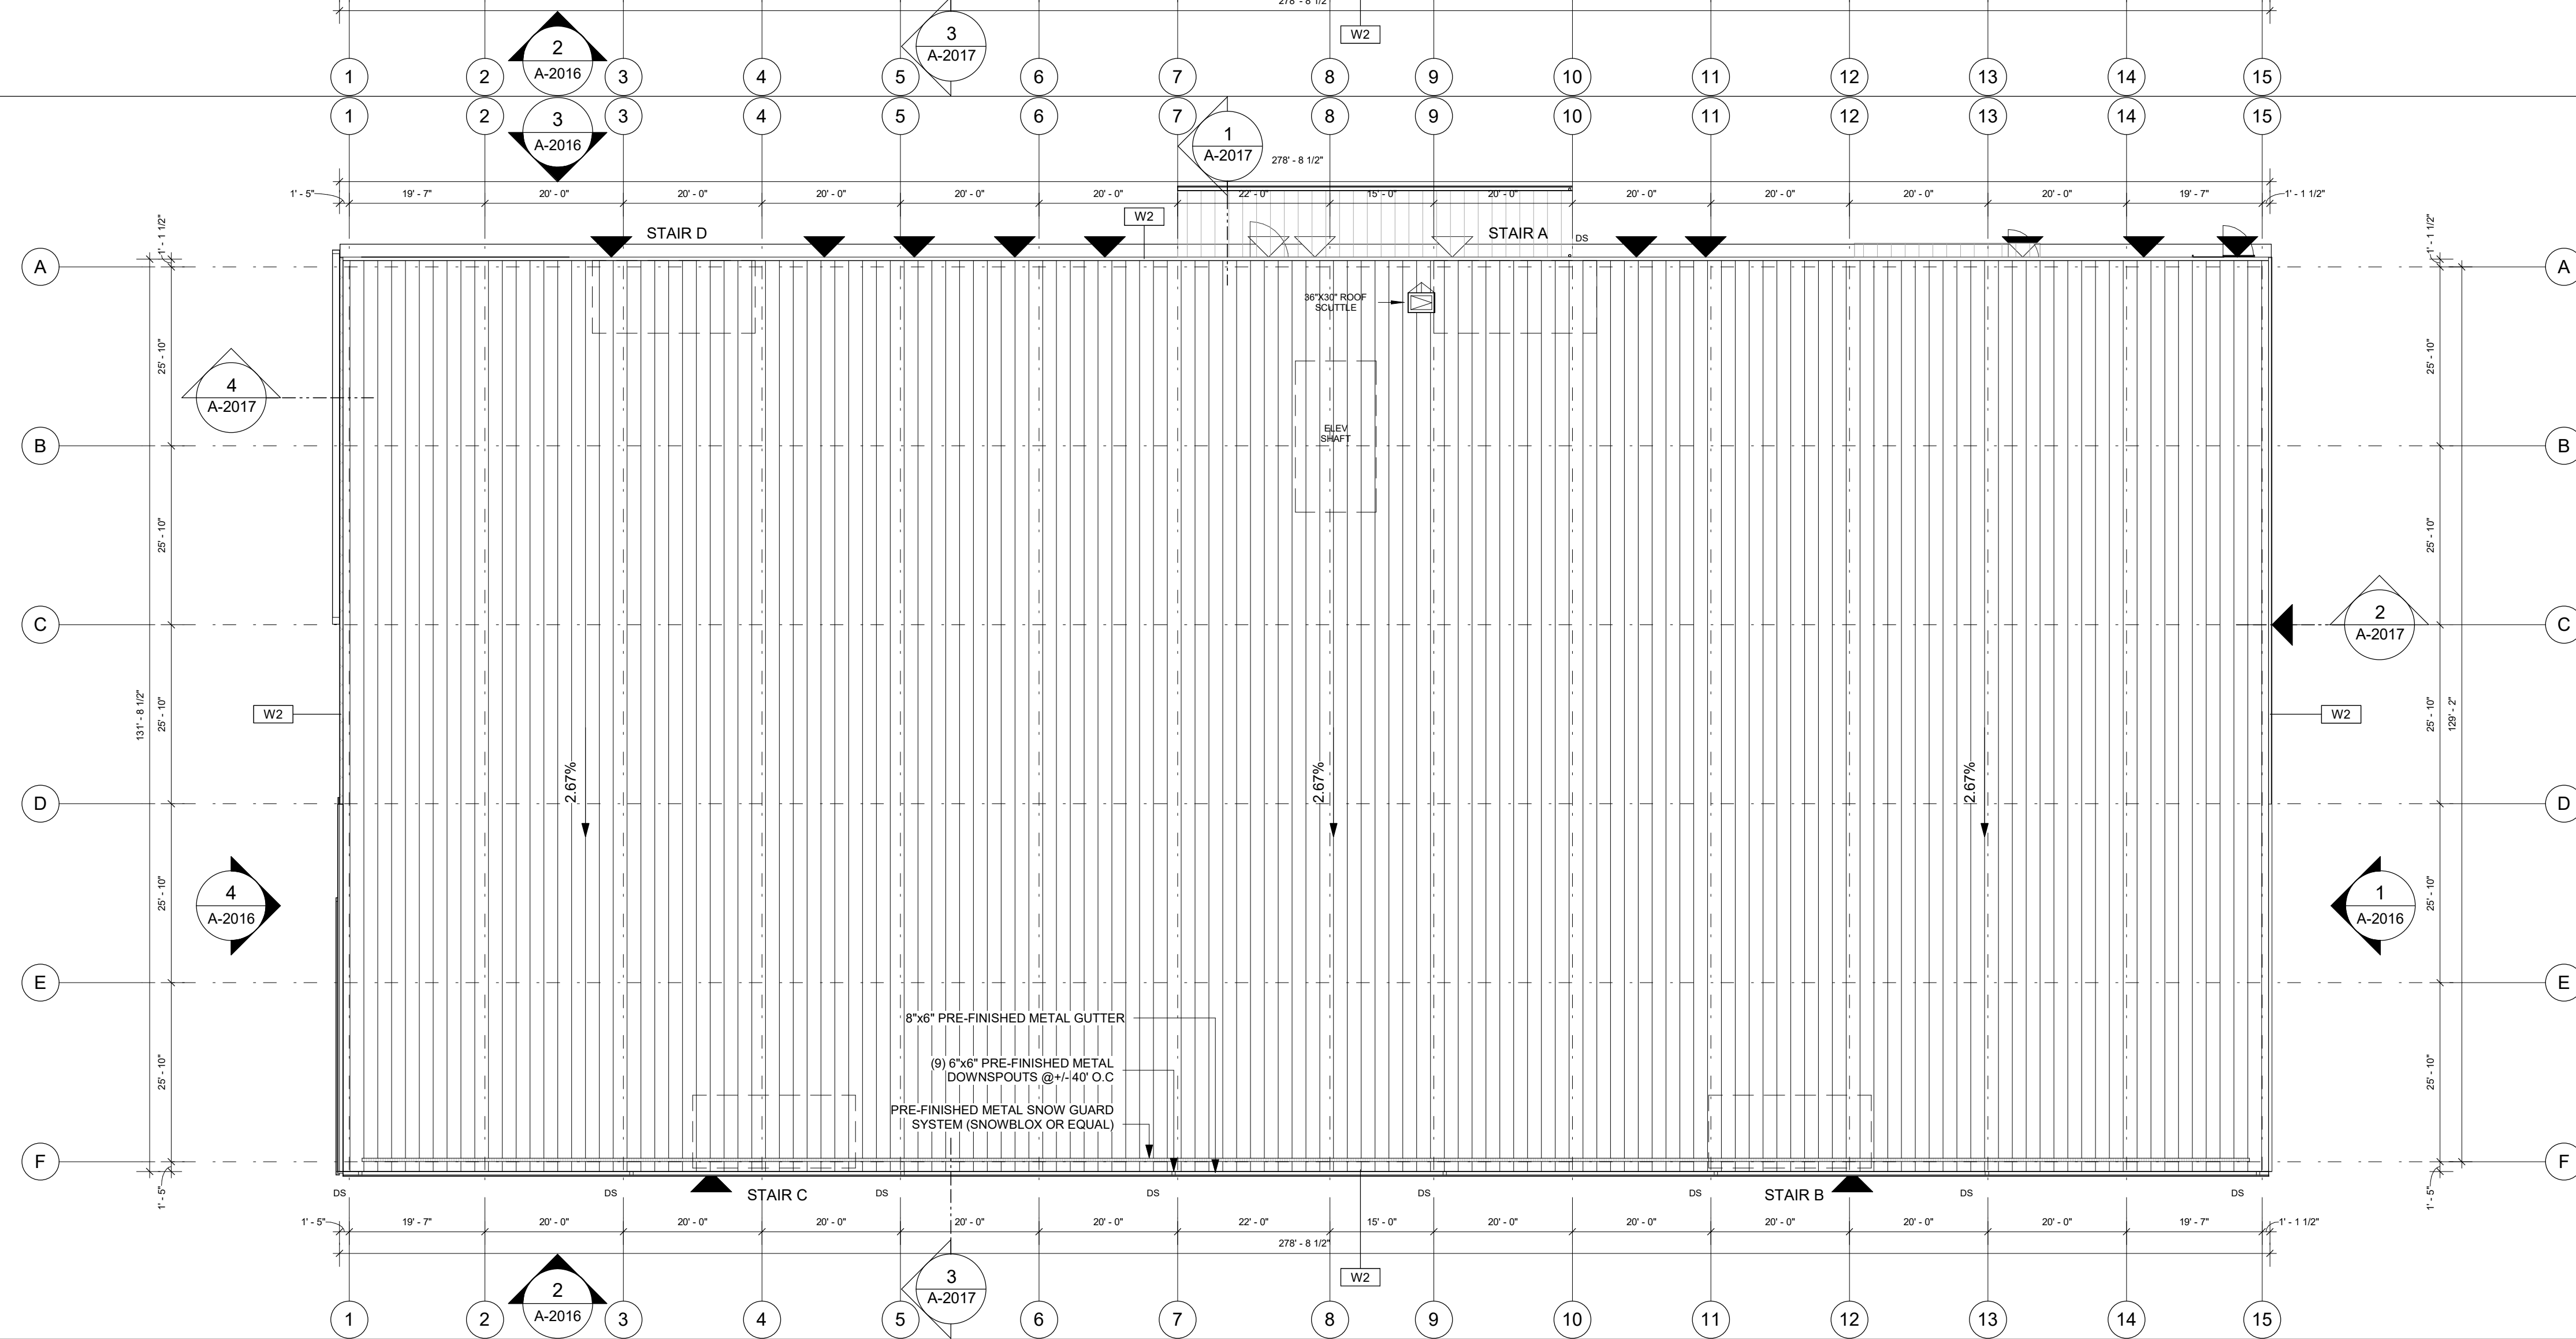 278' - 8 1/2"
W2
2
A-2016
3
A-2017
1 2 3 4 5 6 7 8 9 10 11 12 13 14 15
1 2 3 4 5 6 7 8 9 10 11 12 13 14 15
3
A-2016
1
A-2017
278' - 8 1/2"
1' - 5" 19' - 7" 20' - 0" 20' - 0" 20' - 0" 20' - 0" 20' - 0" 22' - 0" 15' - 0" 20' - 0" 20' - 0" 20' - 0" 20' - 0" 19' - 7" 1' - 1 1/2"
W2
STAIR D
STAIR A
DS
1' - 1 1/2"
1' - 1 1/2"
A
A
36"X30" ROOF
SCUTTLE
25' - 10"
25' - 10"
4
A-2017
B
B
ELEV
SHAFT
25' - 10"
25' - 10"
C
C
2
A-2017
131' - 8 1/2"
25' - 10"
25' - 10"
129' - 2"
W2
W2
2.67%
2.67%
2.67%
D
D
25' - 10"
25' - 10"
4
A-2016
1
A-2016
E
E
8"x6" PRE-FINISHED METAL GUTTER
(9) 6"x6" PRE-FINISHED METAL
DOWNSPOUTS @+/- 40' O.C
25' - 10"
25' - 10"
PRE-FINISHED METAL SNOW GUARD
SYSTEM (SNOWBLOX OR EQUAL)
F
F
1' - 5"
1' - 5"
DS DS DS DS DS DS DS DS
STAIR C
STAIR B
1' - 5" 19' - 7" 20' - 0" 20' - 0" 20' - 0" 20' - 0" 20' - 0" 22' - 0" 15' - 0" 20' - 0" 20' - 0" 20' - 0" 20' - 0" 19' - 7" 1' - 1 1/2"
278' - 8 1/2"
W2
2
A-2016
3
A-2017
1 2 3 4 5 6 7 8 9 10 11 12 13 14 15